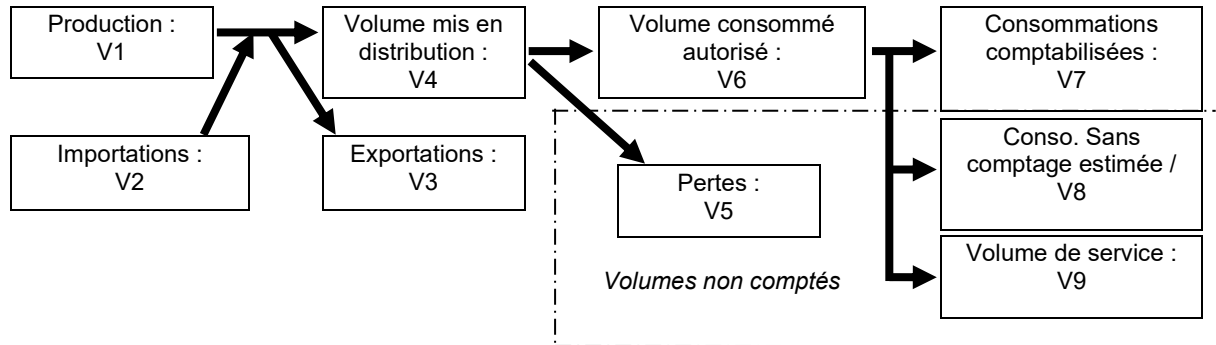 Production :
V1
Volume mis en
distribution :
V4
Volume consommé
autorisé :
V6
Consommations
comptabilisées :
V7
Importations :
V2
Exportations :
V3
Pertes :
V5
Conso. Sans
comptage estimée /
V8
Volumes non comptés
Volume de service :
V9